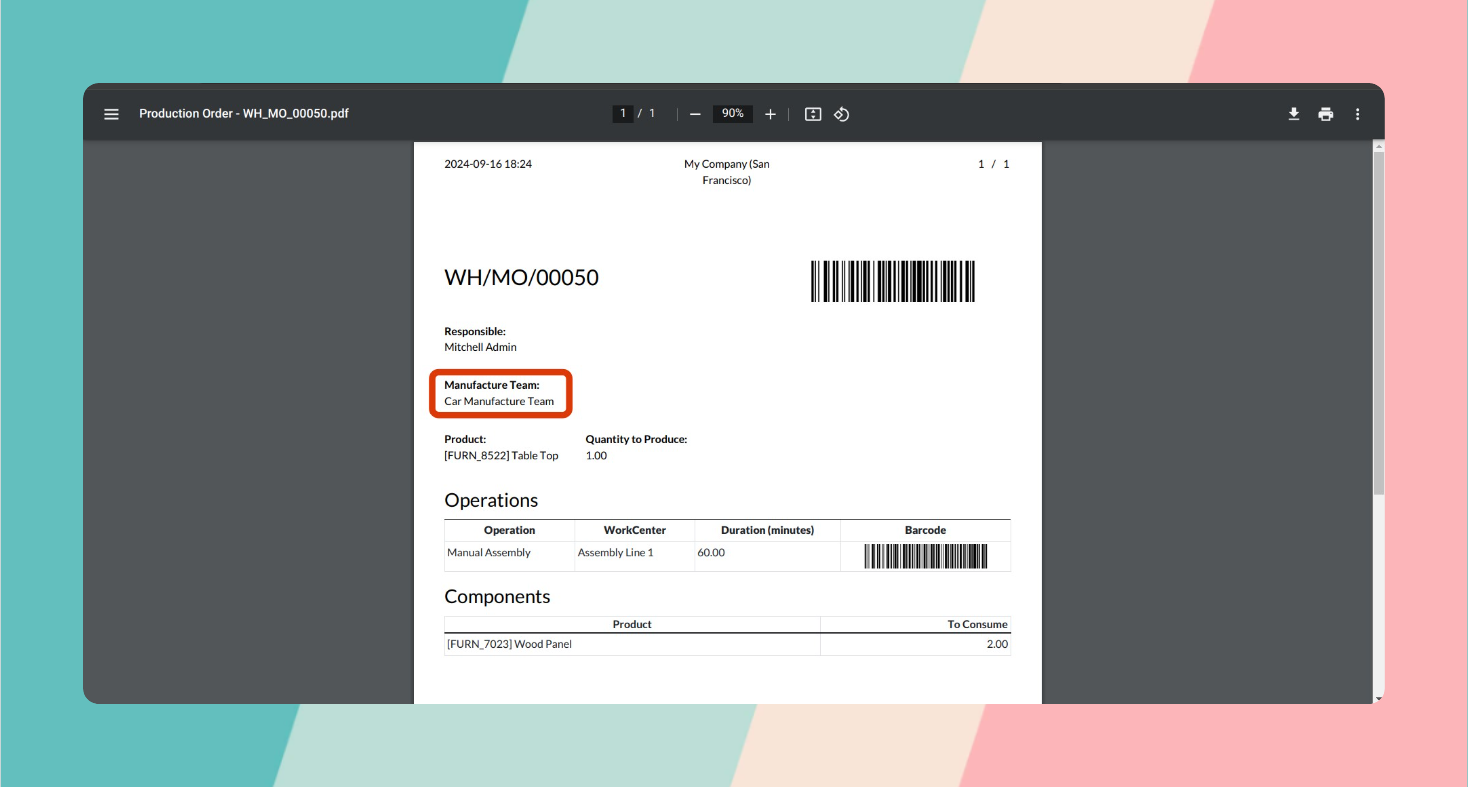 Production Order - WH_MO_00050.pdf
1 / 1
90%
2024-09-16 18:24
My Company (San
Francisco)
1 / 1
WH/MO/00050
Responsible:
Mitchell Admin
Manufacture Team:
Car Manufacture Team
Product: Quantity to Produce:
[FURN_8522] Table Top 1.00
Operations
Operation WorkCenter Duration (minutes) Barcode
Manual Assembly Assembly Line 1 60.00
Components
Product To Consume
[FURN_7023] Wood Panel 2.00